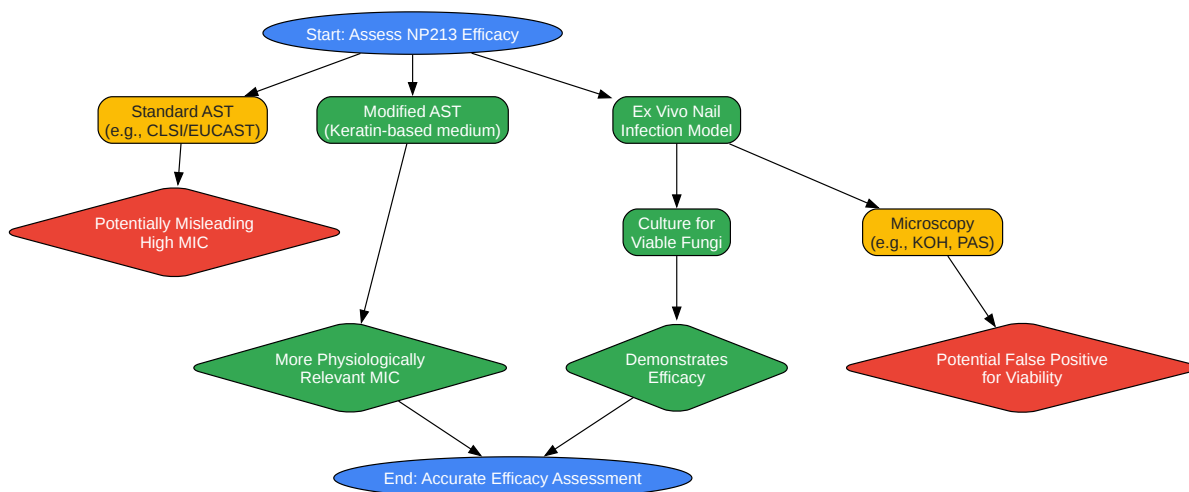 Start: Assess NP213 Efficacy
Standard AST
(e.g., CLSI/EUCAST)
Modified AST
(Keratin-based medium)
Ex Vivo Nail
Infection Model
Potentially Misleading
High MIC
Culture for
Viable Fungi
Microscopy
(e.g., KOH, PAS)
More Physiologically
Relevant MIC
Demonstrates
Efficacy
Potential False Positive
for Viability
End: Accurate Efficacy Assessment